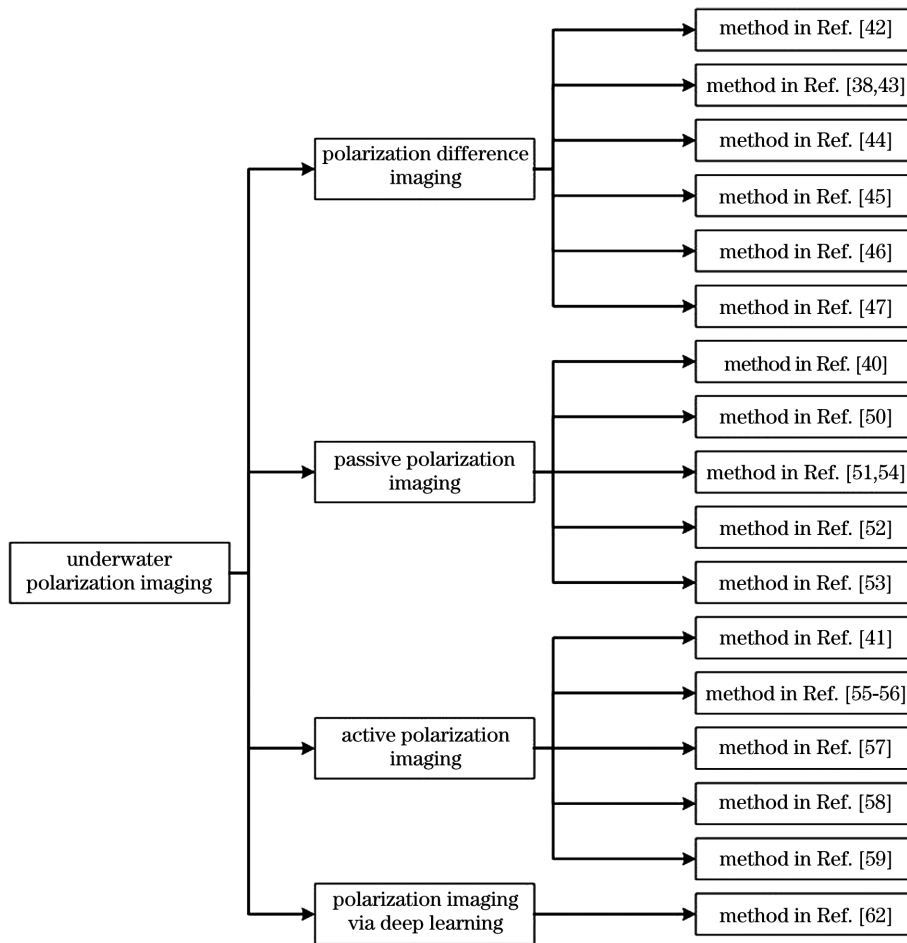 underwater
polarization imaging
polarization difference
imaging
method in Ref. [42]
method in Ref. [38,43]
method in Ref. [44]
method in Ref. [45]
method in Ref. [46]
method in Ref. [47]
passive polarization
imaging
method in Ref. [40]
method in Ref. [50]
method in Ref. [51,54]
method in Ref. [52]
method in Ref. [53]
active polarization
imaging
method in Ref. [41]
method in Ref. [55-56]
method in Ref. [57]
method in Ref. [58]
method in Ref. [59]
polarization imaging
via deep learning
method in Ref. [62]